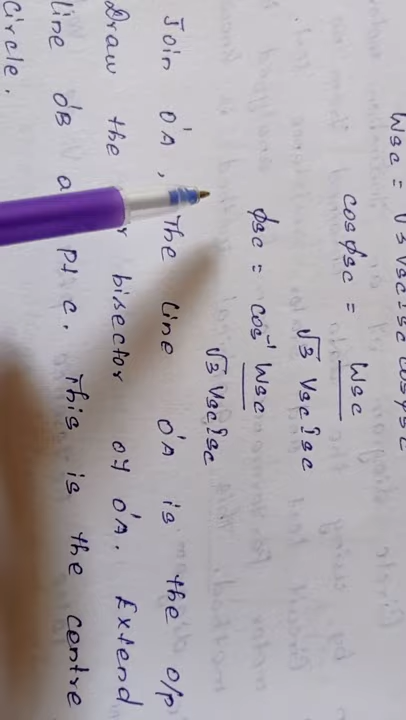 Wsc = √3 Vsc Isc cosφsc
cosφsc = Wsc
√3 Vsc Isc
φsc = cos⁻¹ Wsc
√3 Vsc Isc
Join O'A, The line O'A is the o/p
Draw the bisector of O'A. Extend
line O'B a pt c. This is the centre
circle.